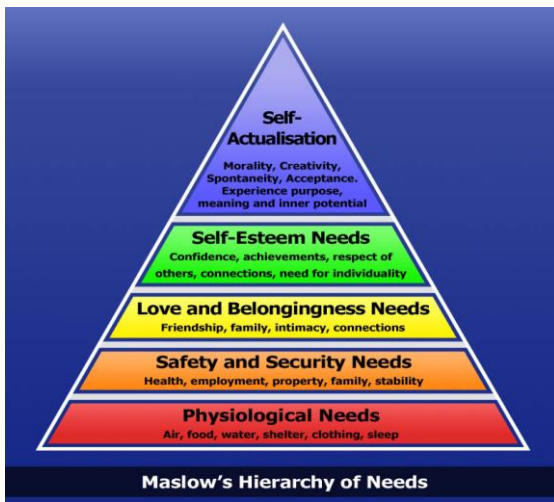 Self-
Actualisation
Morality, Creativity,
Spontaneity, Acceptance.
Experience purpose,
meaning and inner potential
Self-Esteem Needs
Confidence, achievements, respect of
others, connections, need for individuality
Love and Belongingness Needs
Friendship, family, intimacy, connections
Safety and Security Needs
Health, employment, property, family, stability
Physiological Needs
Air, food, water, shelter, clothing, sleep
Maslow's Hierarchy of Needs